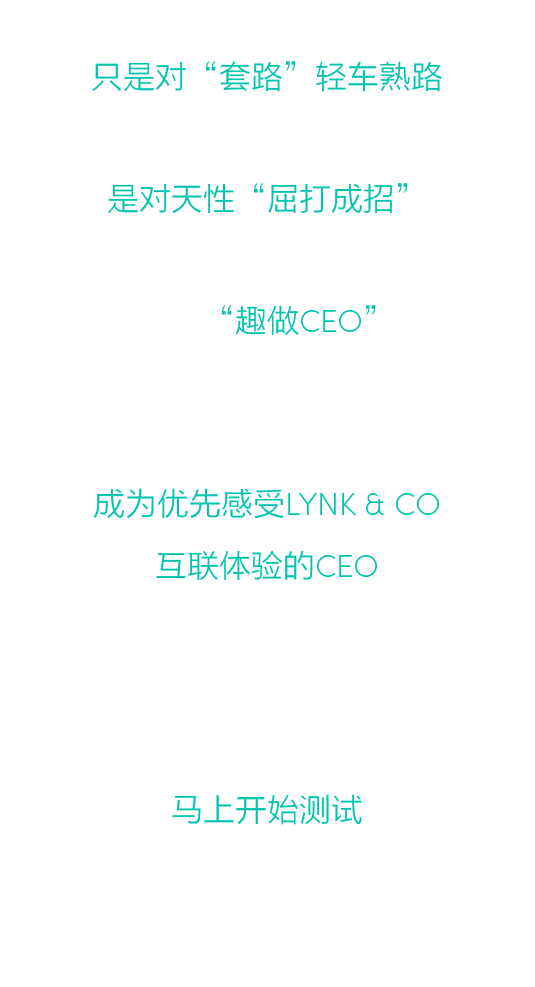 只是对“套路”轻车熟路
是对天性“屈打成招”
“趣做CEO”
成为优先感受LYNK & CO
互联体验的CEO
马上开始测试